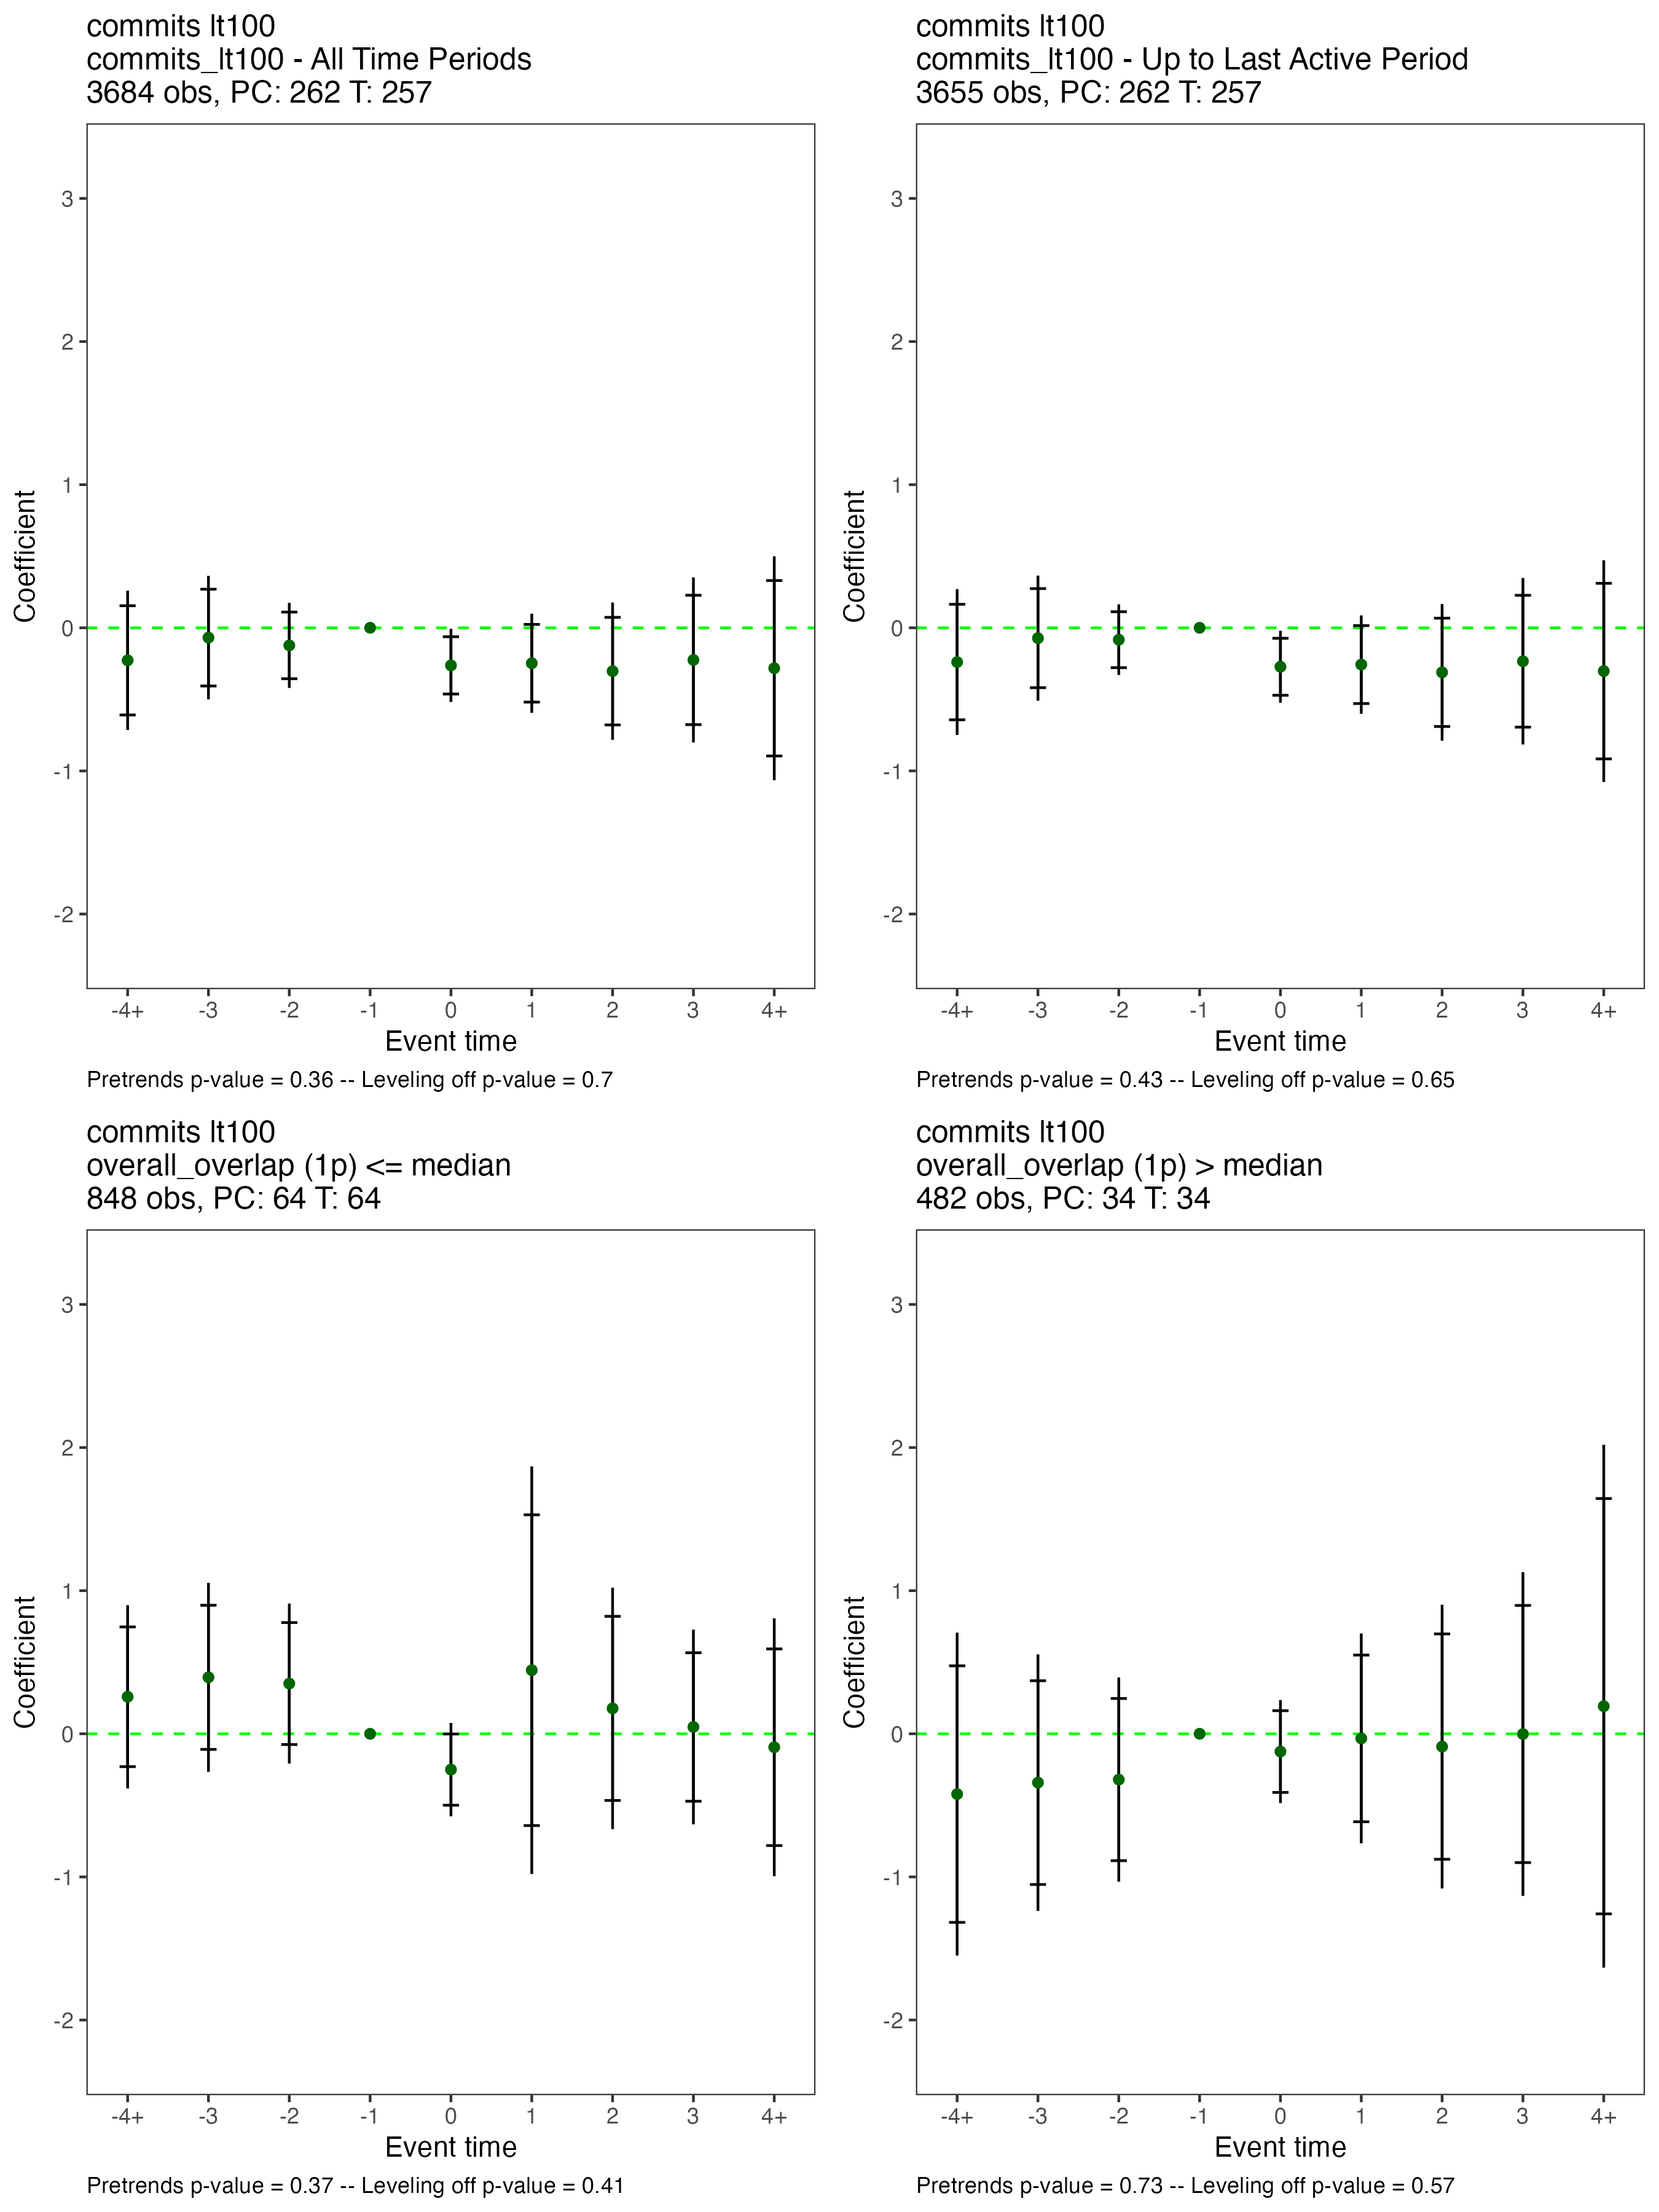 commits lt100
commits_lt100 - All Time Periods
3684 obs, PC: 262 T: 257
3
2
1
0
-1
-2
Coefficient
-4+ -3 -2 -1 0 1 2 3 4+
Event time
Pretrends p-value = 0.36 -- Leveling off p-value = 0.7
commits lt100
commits_lt100 - Up to Last Active Period
3655 obs, PC: 262 T: 257
3
2
1
0
-1
-2
Coefficient
-4+ -3 -2 -1 0 1 2 3 4+
Event time
Pretrends p-value = 0.43 -- Leveling off p-value = 0.65
commits lt100
overall_overlap (1p) <= median
848 obs, PC: 64 T: 64
3
2
1
0
-1
-2
Coefficient
-4+ -3 -2 -1 0 1 2 3 4+
Event time
Pretrends p-value = 0.37 -- Leveling off p-value = 0.41
commits lt100
overall_overlap (1p) > median
482 obs, PC: 34 T: 34
3
2
1
0
-1
-2
Coefficient
-4+ -3 -2 -1 0 1 2 3 4+
Event time
Pretrends p-value = 0.73 -- Leveling off p-value = 0.57